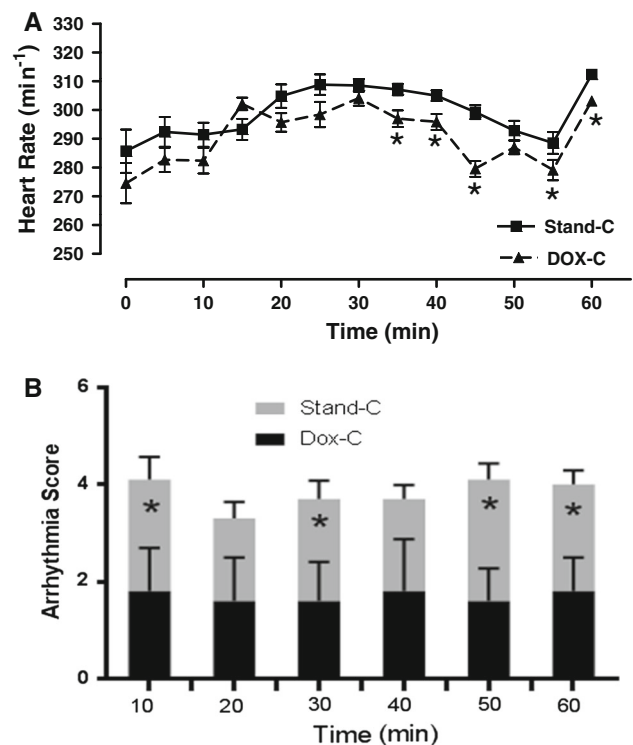 A
Heart Rate (min⁻¹)
330
320
310
300
290
280
270
260
250
*
*
*
*
*
Stand-C
DOX-C
0 10 20 30 40 50 60
Time (min)
B
Arrhythmia Score
6
4
2
0
Stand-C
Dox-C
*
*
*
*
10 20 30 40 50 60
Time (min)